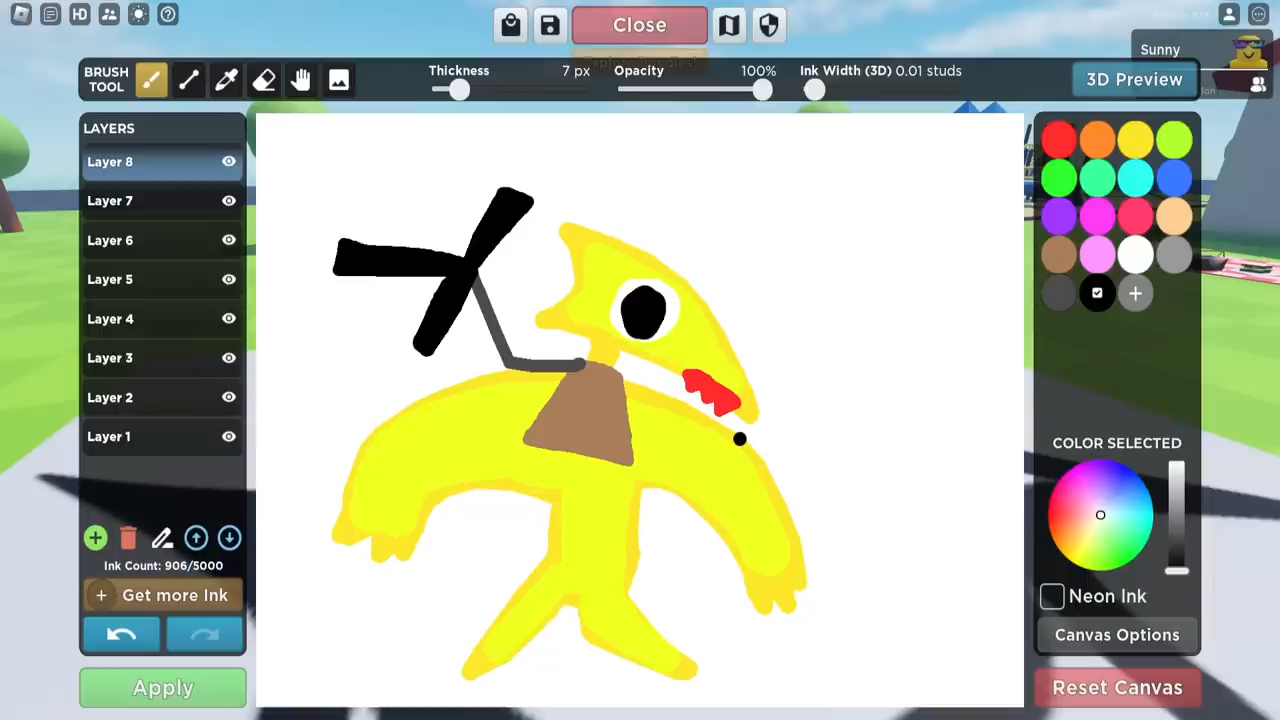 HD
Close
Sunny
BRUSH
TOOL
Thickness 7 px
Opacity 100%
Ink Width (3D) 0.01 studs
3D Preview
LAYERS
Layer 8
Layer 7
Layer 6
Layer 5
Layer 4
Layer 3
Layer 2
Layer 1
Ink Count: 906/5000
+ Get more Ink
Apply
COLOR SELECTED
Neon Ink
Canvas Options
Reset Canvas